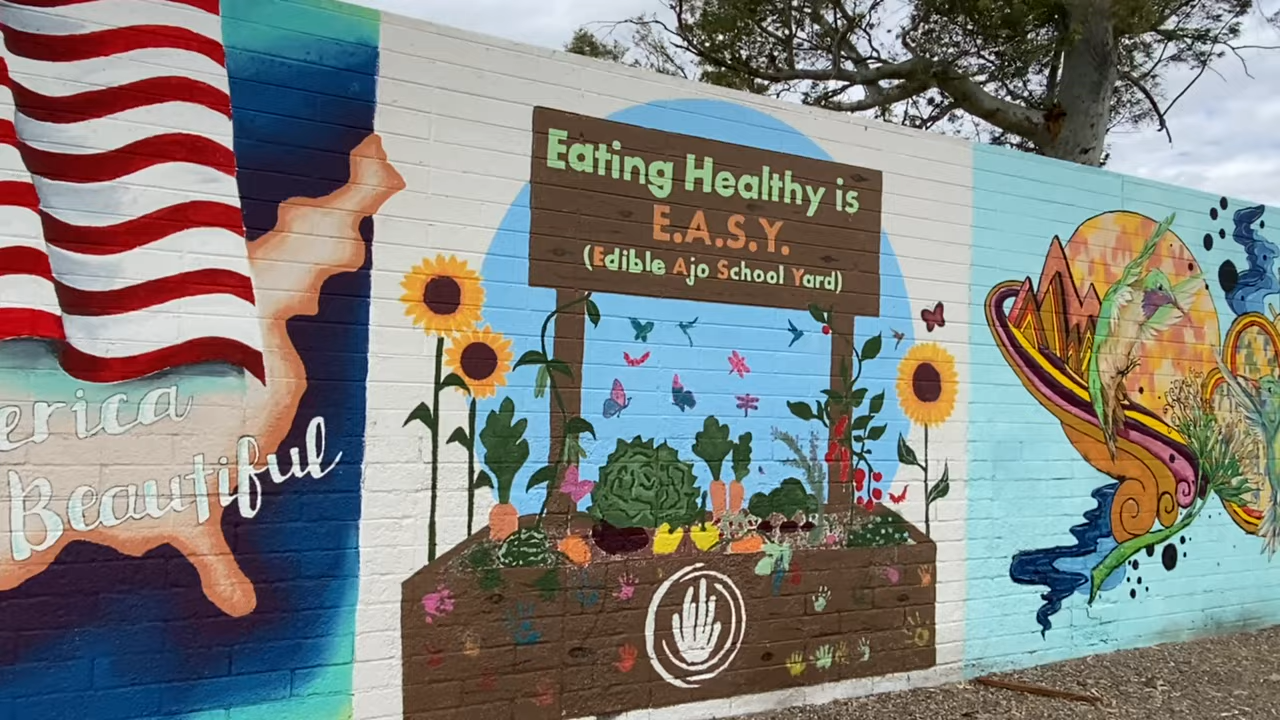 erica
Beautiful
Eating Healthy is
E.A.S.Y.
(Edible Ajo School Yard)